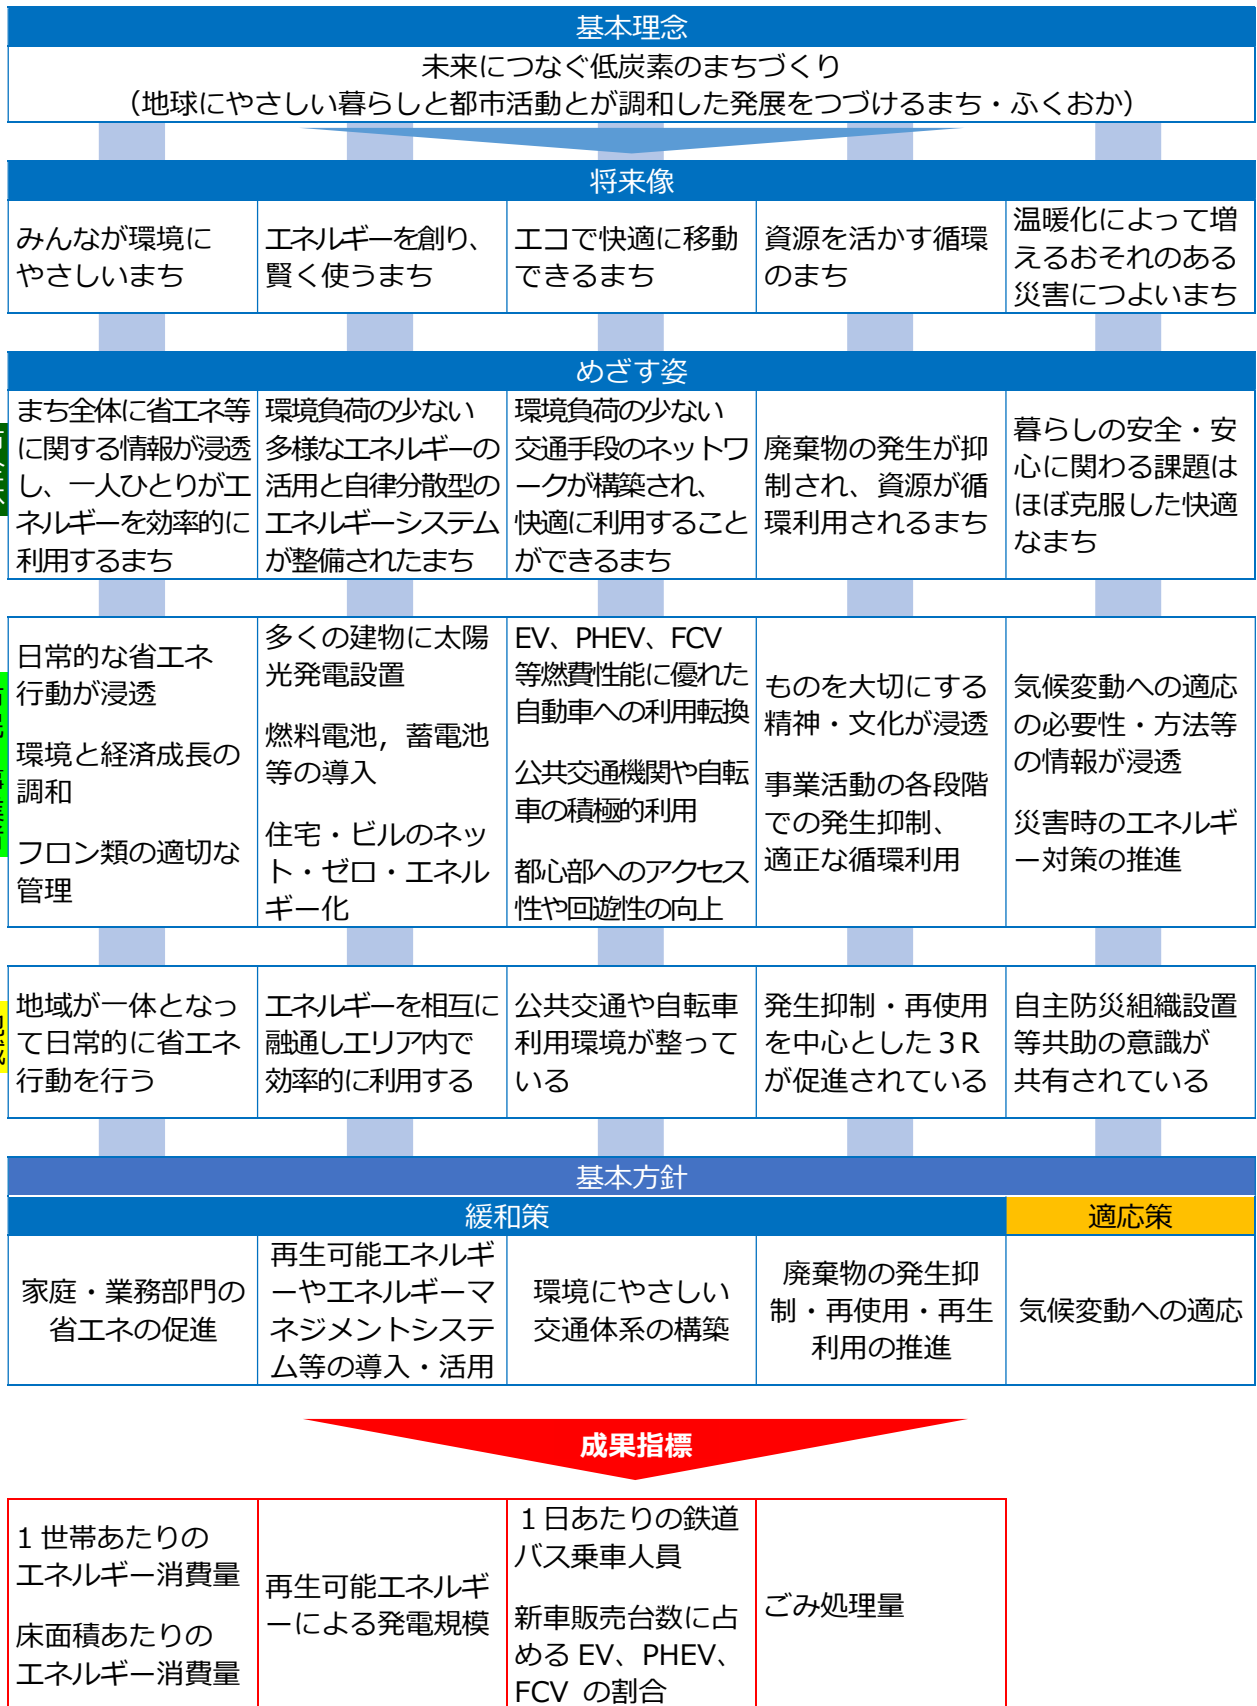 基本理念
未来につなぐ低炭素のまちづくり
（地球にやさしい暮らしと都市活動とが調和した発展をつづけるまち・ふくおか）
将来像
みんなが環境に
やさしいまち
エネルギーを創り、
賢く使うまち
エコで快適に移動
できるまち
資源を活かす循環
のまち
温暖化によって増
えるおそれのある
災害につよいまち
めざす姿
まち全体に省エネ等
に関する情報が浸透
し、一人ひとりがエ
ネルギーを効率的に
利用するまち
環境負荷の少ない
多様なエネルギーの
活用と自律分散型の
エネルギーシステム
が整備されたまち
環境負荷の少ない
交通手段のネットワ
ークが構築され、
快適に利用すること
ができるまち
廃棄物の発生が抑
制され、資源が循
環利用されるまち
暮らしの安全・安
心に関わる課題は
ほぼ克服した快適
なまち
日常的な省エネ
行動が浸透
環境と経済成長の
調和
フロン類の適切な
管理
多くの建物に太陽
光発電設置
燃料電池，蓄電池
等の導入
住宅・ビルのネッ
ト・ゼロ・エネル
ギー化
EV、PHEV、FCV
等燃費性能に優れた
自動車への利用転換
公共交通機関や自転
車の積極的利用
都心部へのアクセス
性や回遊性の向上
ものを大切にする
精神・文化が浸透
事業活動の各段階
での発生抑制、
適正な循環利用
気候変動への適応
の必要性・方法等
の情報が浸透
災害時のエネルギ
ー対策の推進
地域が一体となっ
て日常的に省エネ
行動を行う
エネルギーを相互に
融通しエリア内で
効率的に利用する
公共交通や自転車
利用環境が整って
いる
発生抑制・再使用
を中心とした３R
が促進されている
自主防災組織設置
等共助の意識が
共有されている
基本方針
緩和策
適応策
家庭・業務部門の
省エネの促進
再生可能エネルギ
ーやエネルギーマ
ネジメントシステ
ム等の導入・活用
環境にやさしい
交通体系の構築
廃棄物の発生抑
制・再使用・再生
利用の推進
気候変動への適応
成果指標
１世帯あたりの
エネルギー消費量
床面積あたりの
エネルギー消費量
再生可能エネルギ
ーによる発電規模
１日あたりの鉄道
バス乗車人員
新車販売台数に占
める EV、PHEV、
FCV の割合
ごみ処理量